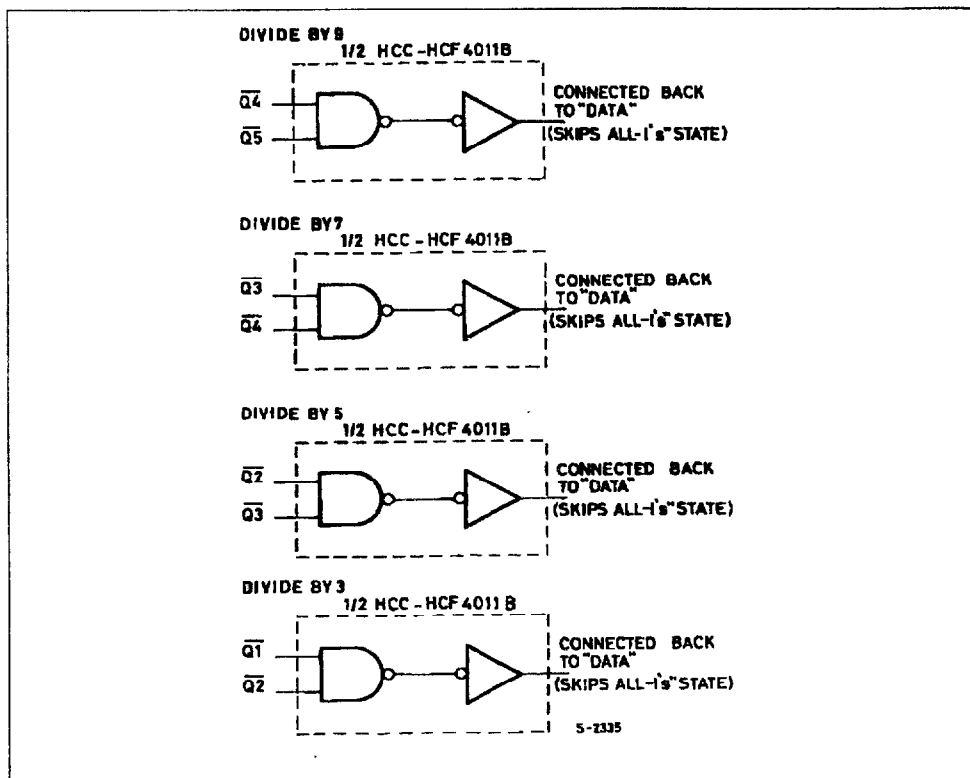 DIVIDE BY 9
1/2 HCC-HCF 4011B
Q4
Q5
CONNECTED BACK
TO "DATA"
(SKIPS ALL-1's" STATE)
DIVIDE BY 7
1/2 HCC-HCF 4011B
Q3
Q4
CONNECTED BACK
TO "DATA"
(SKIPS ALL-1's" STATE)
DIVIDE BY 5
1/2 HCC-HCF 4011B
Q2
Q3
CONNECTED BACK
TO "DATA"
(SKIPS ALL-1's" STATE)
DIVIDE BY 3
1/2 HCC-HCF 4011B
Q1
Q2
CONNECTED BACK
TO "DATA"
(SKIPS ALL-1's" STATE)
S-2335